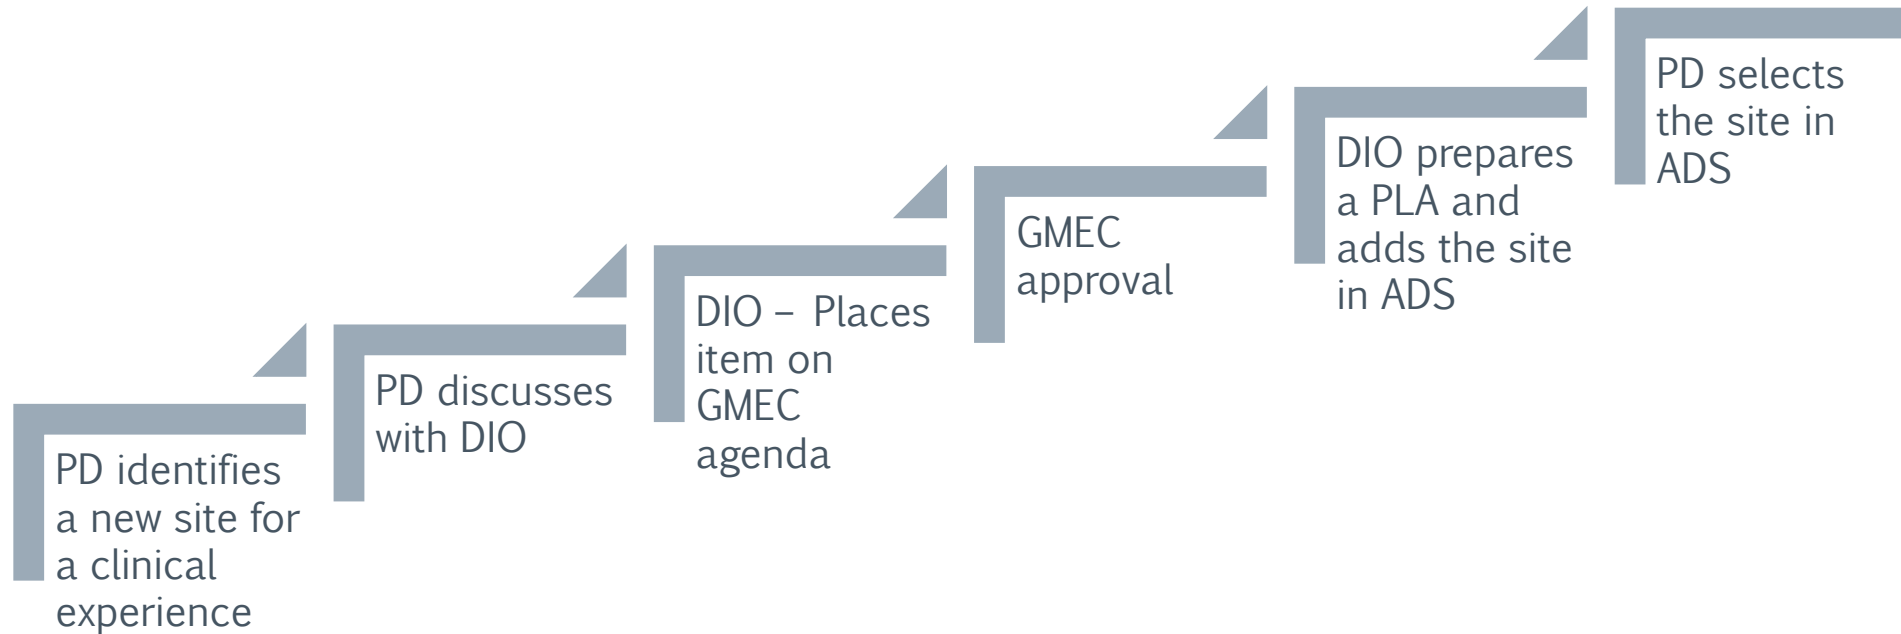 PD identifies
a new site for
a clinical
experience
PD discusses
with DIO
DIO – Places
item on
GMEC
agenda
GMEC
approval
DIO prepares
a PLA and
adds the site
in ADS
PD selects
the site in
ADS